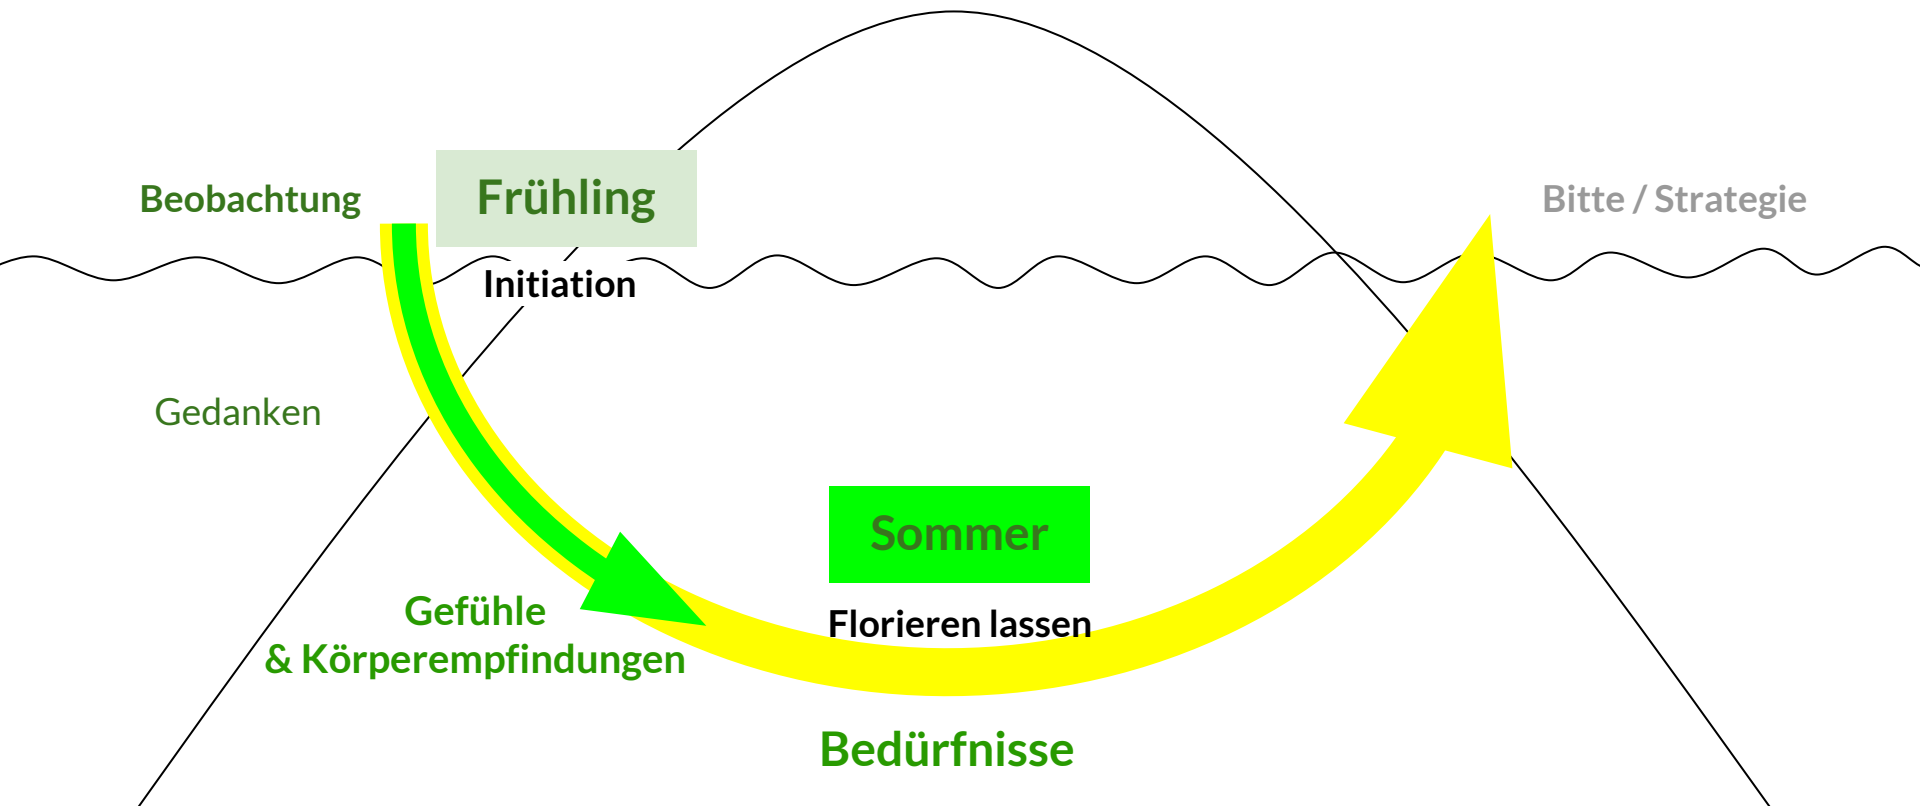 Beobachtung
Frühling
Bitte / Strategie
Initiation
Gedanken
Sommer
Florieren lassen
Gefühle
& Körperempfindungen
Bedürfnisse